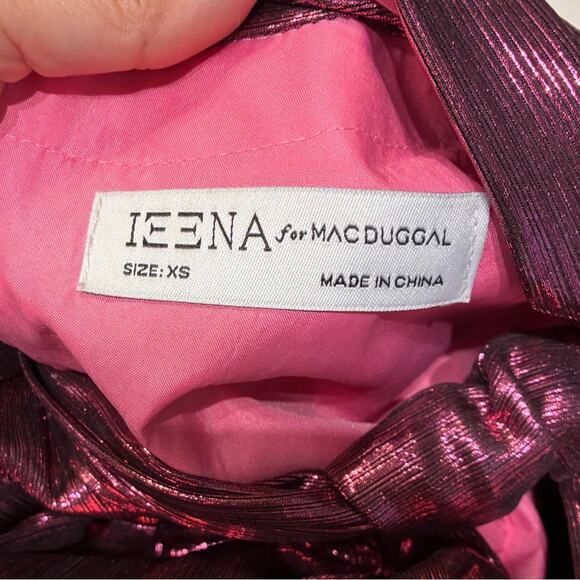 IEENA for MAC DUGGAL
SIZE: XS
MADE IN CHINA